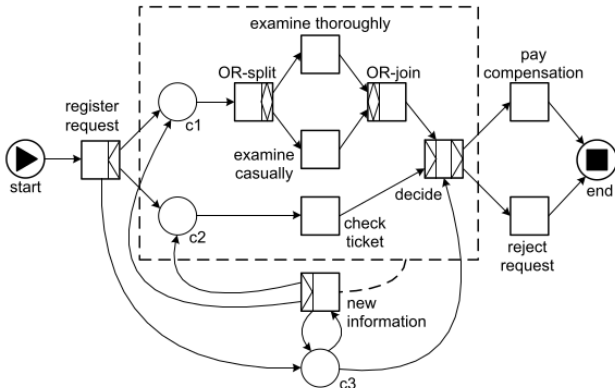 examine thoroughly
OR-split
OR-join
pay
compensation
register
request
c1
start
examine
casually
decide
end
c2
check
ticket
reject
request
new
information
c3